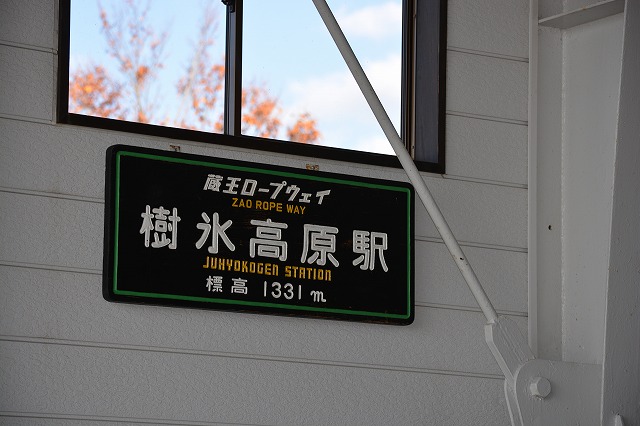 蔵王ロープウェイ
ZAO ROPE WAY
樹氷高原駅
JUHYOKOGEN STATION
標高 1331m